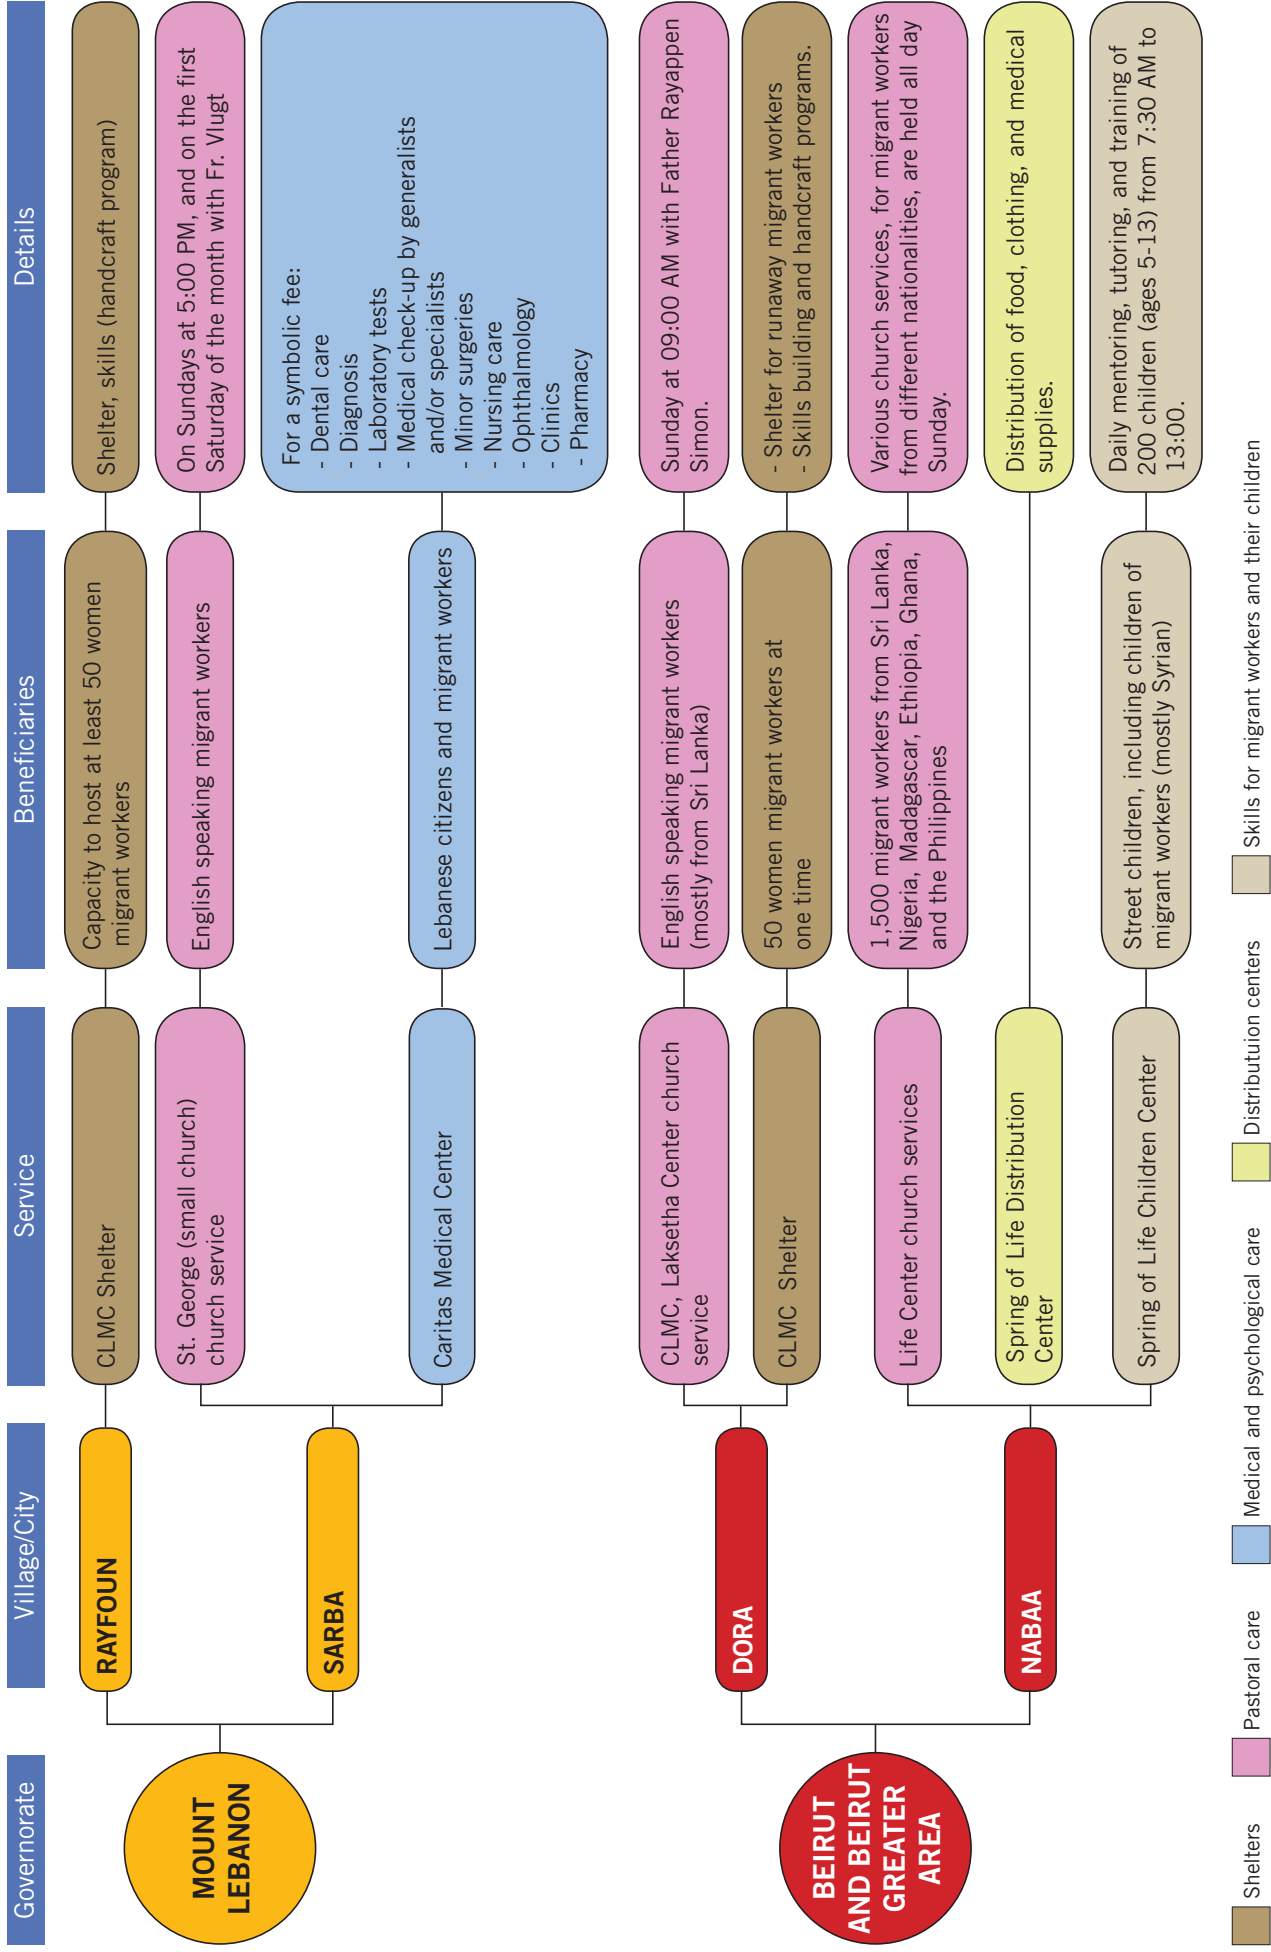 Governorate
Village/City
Service
Beneficiaries
Details
MOUNT
LEBANON
RAYFOUN
CLMC Shelter
Capacity to host at least 50 women
migrant workers
Shelter, skills (handcraft program)
SARBA
St. George (small church)
church service
English speaking migrant workers
On Sundays at 5:00 PM, and on the first
Saturday of the month with Fr. Vlugt
Caritas Medical Center
Lebanese citizens and migrant workers
For a symbolic fee:
- Dental care
- Diagnosis
- Laboratory tests
- Medical check-up by generalists
and/or specialists
- Minor surgeries
- Nursing care
- Ophthalmology
- Clinics
- Pharmacy
BEIRUT
AND BEIRUT
GREATER
AREA
DORA
CLMC, Laksetha Center church
service
English speaking migrant workers
(mostly from Sri Lanka)
Sunday at 09:00 AM with Father Rayappen
Simon.
CLMC Shelter
50 women migrant workers at
one time
- Shelter for runaway migrant workers
- Skills building and handcraft programs.
NABAA
Life Center church services
1,500 migrant workers from Sri Lanka,
Nigeria, Madagascar, Ethiopia, Ghana,
and the Philippines
Various church services, for migrant workers
from different nationalities, are held all day
Sunday.
Spring of Life Distribution
Center
Distribution of food, clothing, and medical
supplies.
Spring of Life Children Center
Street children, including children of
migrant workers (mostly Syrian)
Daily mentoring, tutoring, and training of
200 children (ages 5-13) from 7:30 AM to
13:00.
Shelters
Pastoral care
Medical and psychological care
Distributuion centers
Skills for migrant workers and their children